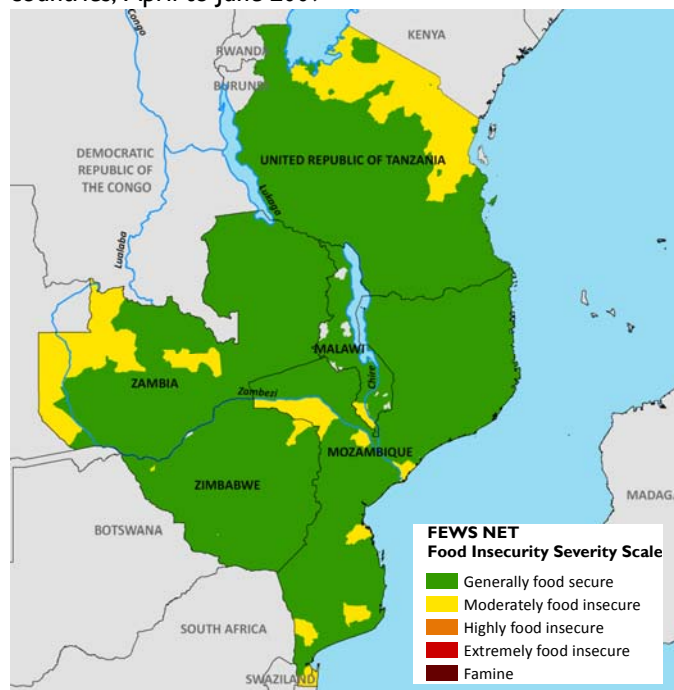 Congo
KENYA
RWANDA
BURUNDI
DEMOCRATIC
REPUBLIC OF
THE CONGO
UNITED REPUBLIC OF TANZANIA
Lukaga
Lualaba
MALAWI
ZAMBIA
Zambezi
Chire
MOZAMBIQUE
ZIMBABWE
MADAGA
BOTSWANA
SOUTH AFRICA
SWAZILAND
FEWS NET
Food Insecurity Severity Scale
Generally food secure
Moderately food insecure
Highly food insecure
Extremely food insecure
Famine